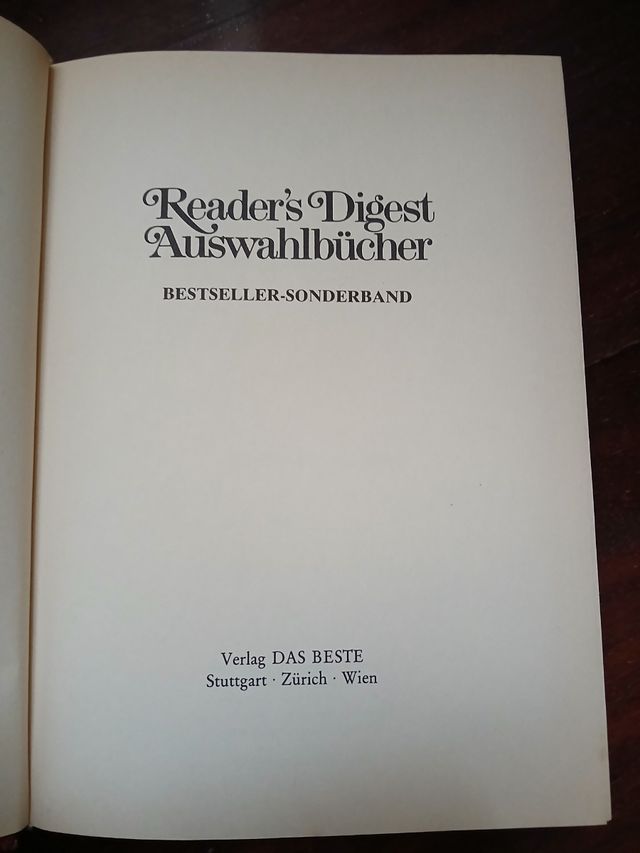 Reader's Digest
Auswahlbücher
BESTSELLER-SONDERBAND
Verlag DAS BESTE
Stuttgart · Zürich · Wien